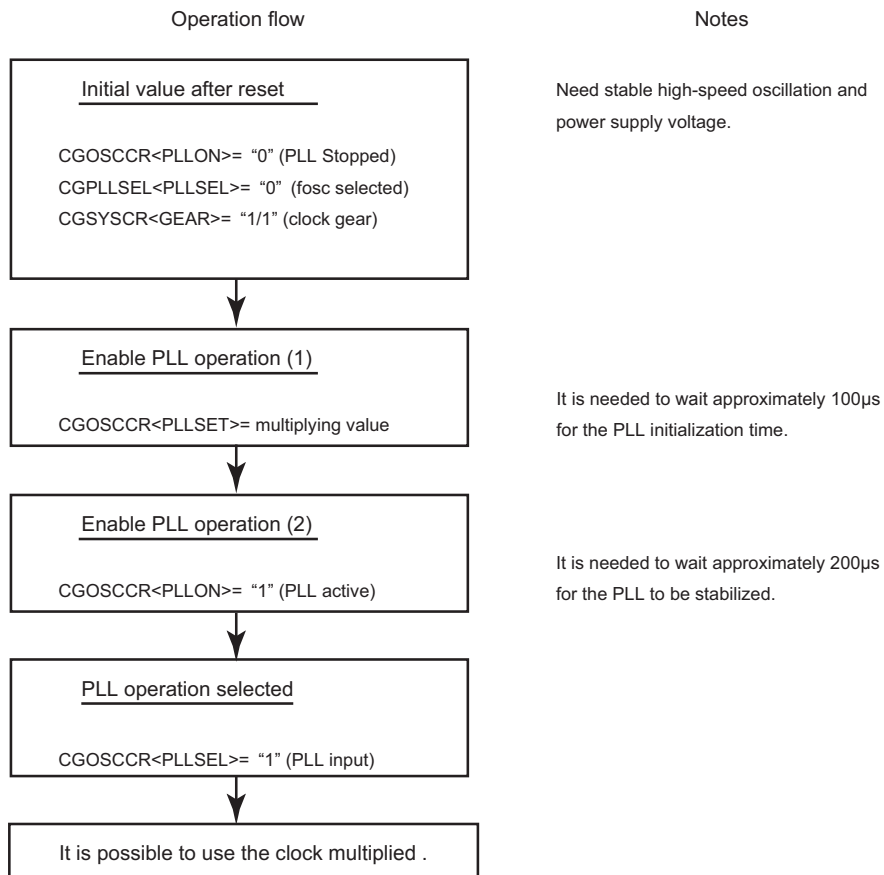 Operation flow
Notes
Initial value after reset
CGOSCCR<PLLON>= “0” (PLL Stopped)
CGPLLSEL<PLLSEL>= “0” (fosc selected)
CGSYSCR<GEAR>= “1/1” (clock gear)
Need stable high-speed oscillation and
power supply voltage.
Enable PLL operation (1)
CGOSCCR<PLLSET>= multiplying value
It is needed to wait approximately 100μs
for the PLL initialization time.
Enable PLL operation (2)
CGOSCCR<PLLON>= “1” (PLL active)
It is needed to wait approximately 200μs
for the PLL to be stabilized.
PLL operation selected
CGOSCCR<PLLSEL>= “1” (PLL input)
It is possible to use the clock multiplied .